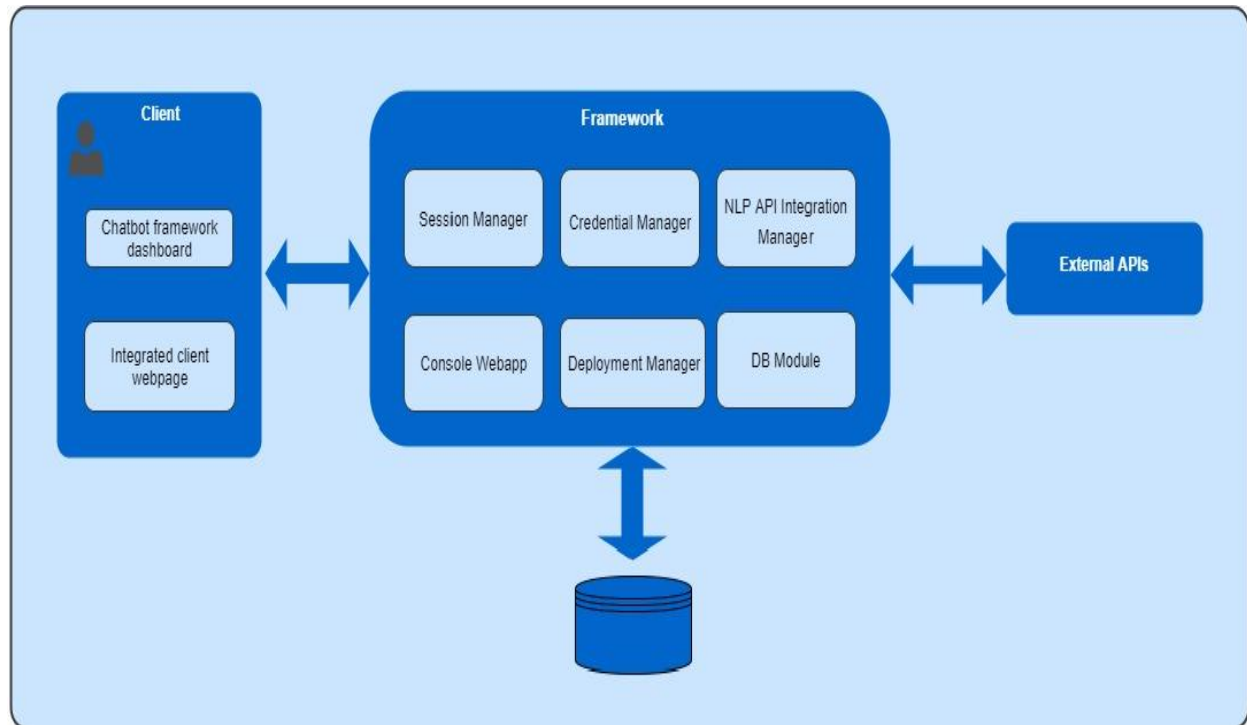 Client
Chatbot framework
dashboard
Integrated client
webpage
Framework
Session Manager
Credential Manager
NLP API Integration
Manager
Console Webapp
Deployment Manager
DB Module
External APIs